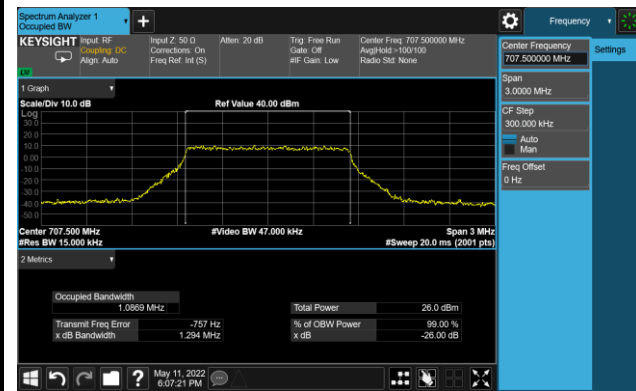 Spectrum Analyzer 1
Occupied BW
Frequency
KEYSIGHT
Input: RF
Coupling: DC
Align: Auto
Input Z: 50 Ω
Corrections: On
Freq Ref: Int (S)
Atten: 20 dB
Trig: Free Run
Gate: Off
#IF Gain: Low
Center Freq: 707.500000 MHz
Avg|Hold:>100/100
Radio Std: None
Center Frequency
707.500000 MHz
Settings
Span
3.0000 MHz
CF Step
300.000 kHz
Auto
Man
Freq Offset
0 Hz
1 Graph
Scale/Div 10.0 dB
Ref Value 40.00 dBm
Log
30.0
20.0
10.0
0.00
-10.0
-20.0
-30.0
-40.0
-50.0
Center 707.500 MHz
#Video BW 47.000 kHz
Span 3 MHz
#Res BW 15.000 kHz
#Sweep 20.0 ms (2001 pts)
2 Metrics
Occupied Bandwidth
1.0869 MHz
Total Power 26.0 dBm
Transmit Freq Error -757 Hz
% of OBW Power 99.00 %
x dB Bandwidth 1.294 MHz
x dB -26.00 dB
?
May 11, 2022
6:07:21 PM